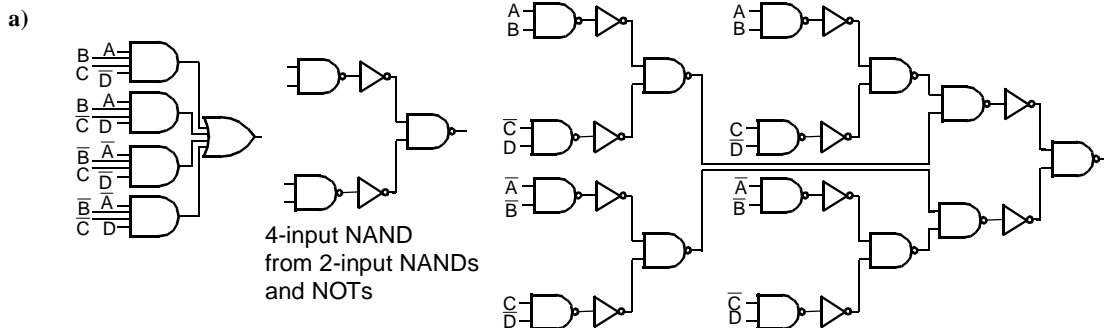 a)
A
B
C
D̅
A
B
C̅
D
A̅
B̅
C
D̅
A̅
B̅
C̅
D
4-input NAND
from 2-input NANDs
and NOTs
A
B
C̅
D
A̅
B̅
C
D̅
A
B
C
D̅
A̅
B̅
C̅
D